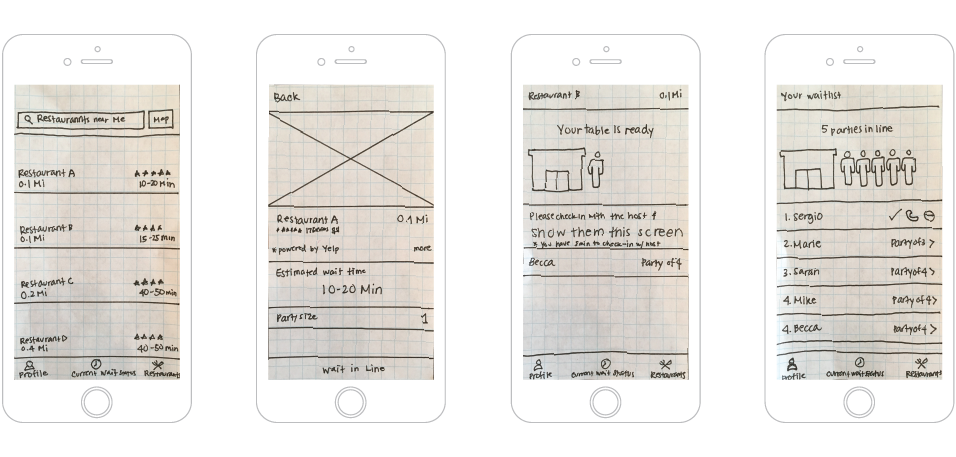 Restaurants near Me
Map
Restaurant A
0.1 Mi
10-20 Min
Restaurant B
0.1 Mi
15-25 min
Restaurant C
0.2 Mi
40-50 min
Restaurant D
0.4 Mi
40-50 min
Profile
Current Wait Status
Restaurants
Back
Restaurant A
0.1 Mi
*powered by Yelp
more
Estimated wait time
10-20 Min
Party size
1
Wait in Line
Restaurant B
0.1 Mi
Your table is ready
Please check-in with the host &
Show them this screen
* you have 5 min to check-in w/ host
Becca
Party of 4
Profile
Current Wait Status
Restaurants
Your waitlist
5 parties in line
1. Sergio
2. Marie
Party of 3 >
3. Saran
Party of 4 >
4. Mike
Party of 4 >
4. Becca
Party of 4 >
Profile
Current Wait Status
Restaurants